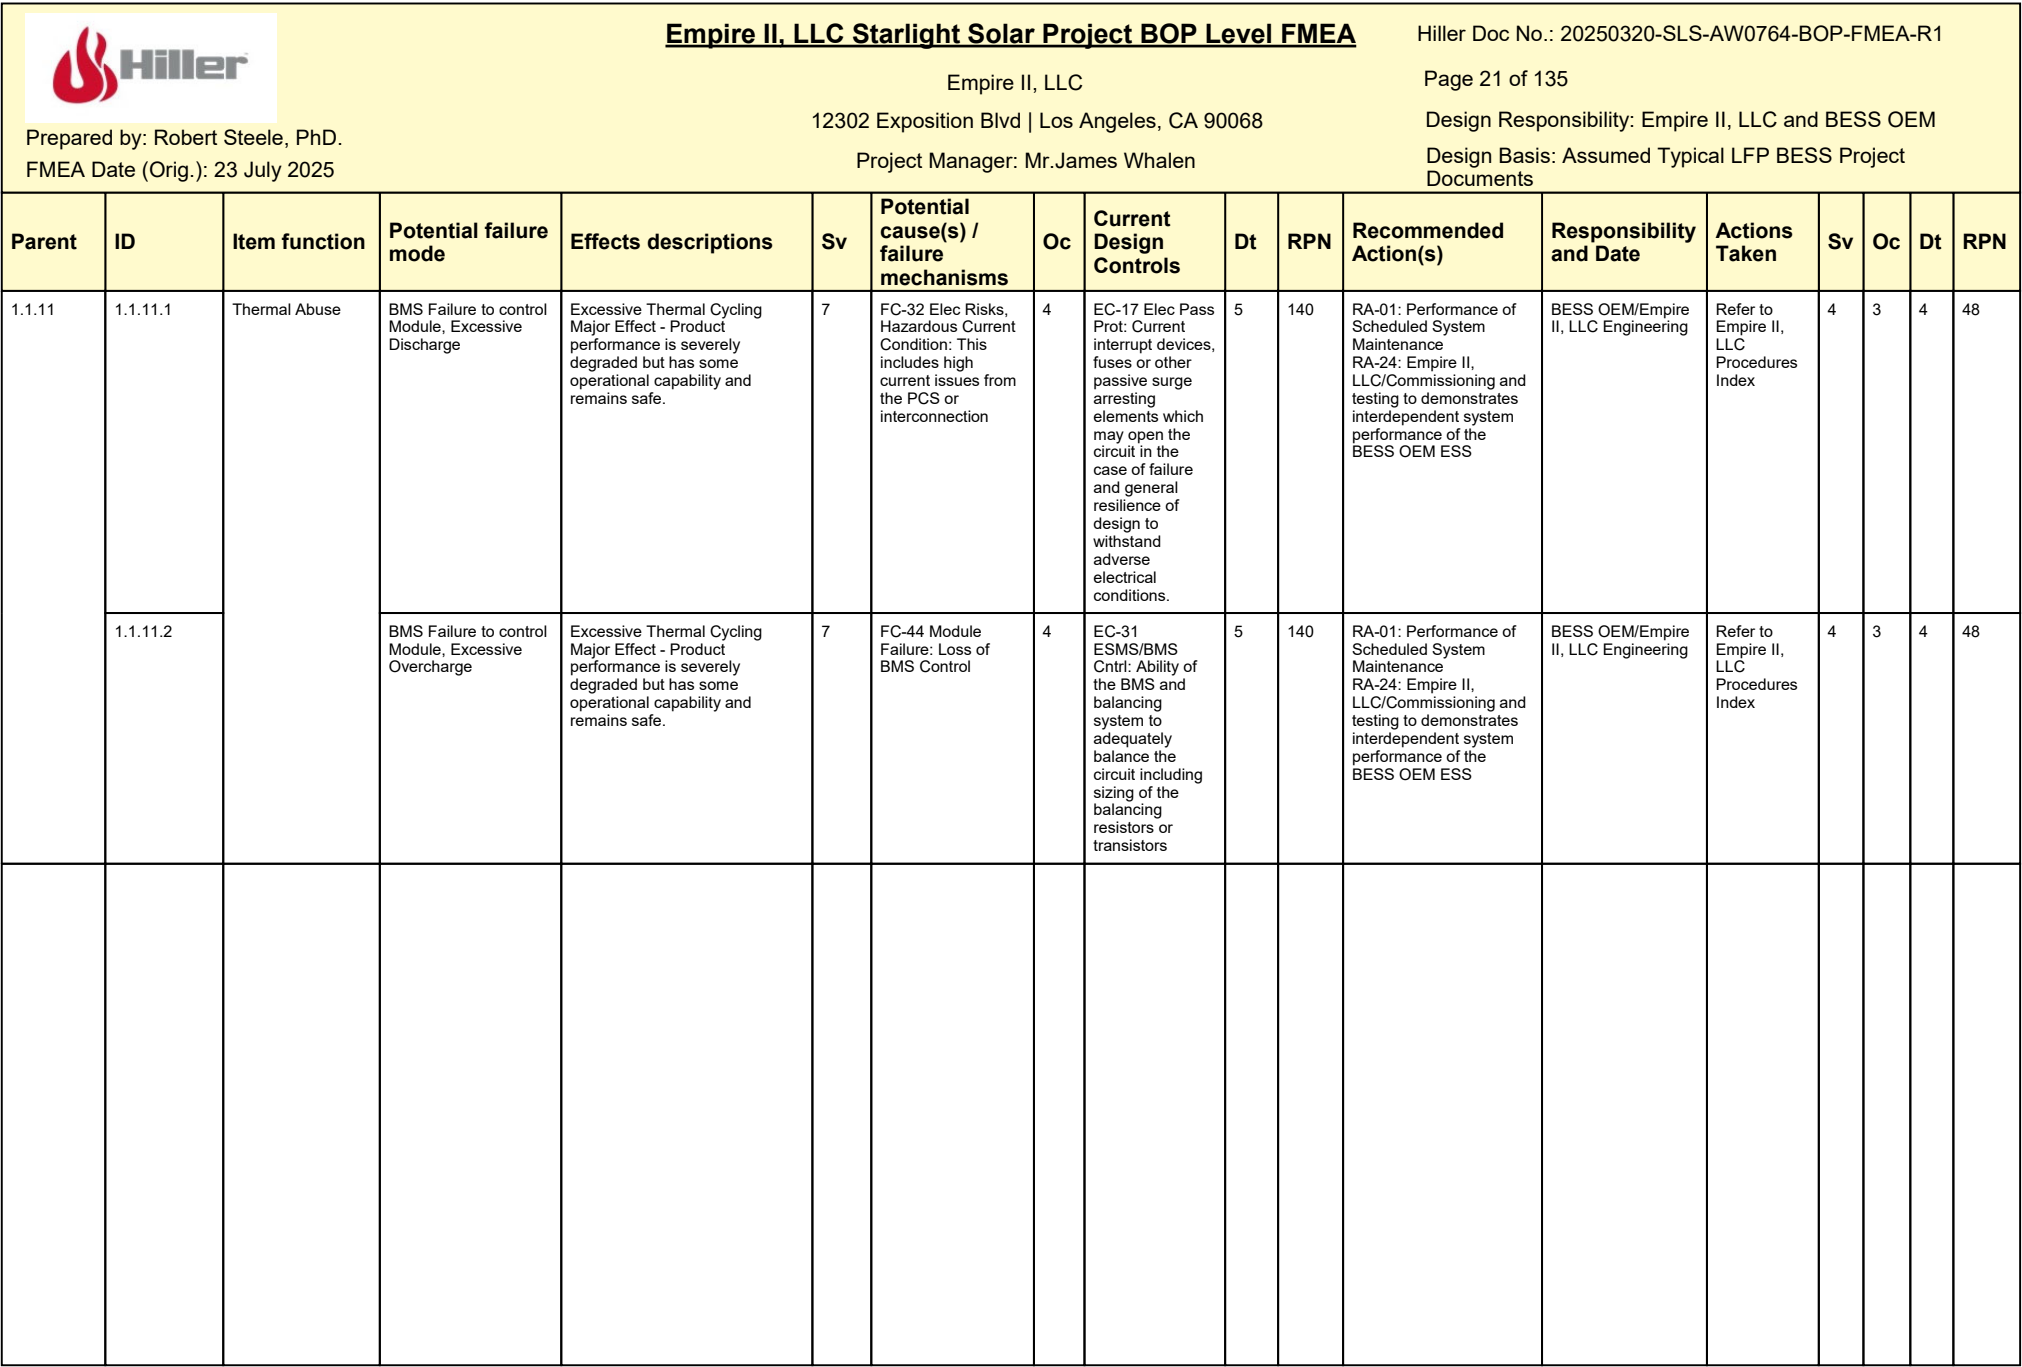 Hiller
Prepared by: Robert Steele, PhD.
FMEA Date (Orig.): 23 July 2025
Empire II, LLC Starlight Solar Project BOP Level FMEA
Empire II, LLC
12302 Exposition Blvd | Los Angeles, CA 90068
Project Manager: Mr.James Whalen
Hiller Doc No.: 20250320-SLS-AW0764-BOP-FMEA-R1
Page 21 of 135
Design Responsibility: Empire II, LLC and BESS OEM
Design Basis: Assumed Typical LFP BESS Project
Documents
Parent
ID
Item function
Potential failure
mode
Effects descriptions
Sv
Potential
cause(s) /
failure
mechanisms
Oc
Current
Design
Controls
Dt
RPN
Recommended
Action(s)
Responsibility
and Date
Actions
Taken
Sv
Oc
Dt
RPN
1.1.11
1.1.11.1
Thermal Abuse
BMS Failure to control
Module, Excessive
Discharge
Excessive Thermal Cycling
Major Effect - Product
performance is severely
degraded but has some
operational capability and
remains safe.
7
FC-32 Elec Risks,
Hazardous Current
Condition: This
includes high
current issues from
the PCS or
interconnection
4
EC-17 Elec Pass
Prot: Current
interrupt devices,
fuses or other
passive surge
arresting
elements which
may open the
circuit in the
case of failure
and general
resilience of
design to
withstand
adverse
electrical
conditions.
5
140
RA-01: Performance of
Scheduled System
Maintenance
RA-24: Empire II,
LLC/Commissioning and
testing to demonstrates
interdependent system
performance of the
BESS OEM ESS
BESS OEM/Empire
II, LLC Engineering
Refer to
Empire II,
LLC
Procedures
Index
4
3
4
48
1.1.11.2
BMS Failure to control
Module, Excessive
Overcharge
Excessive Thermal Cycling
Major Effect - Product
performance is severely
degraded but has some
operational capability and
remains safe.
7
FC-44 Module
Failure: Loss of
BMS Control
4
EC-31
ESMS/BMS
Cntrl: Ability of
the BMS and
balancing
system to
adequately
balance the
circuit including
sizing of the
balancing
resistors or
transistors
5
140
RA-01: Performance of
Scheduled System
Maintenance
RA-24: Empire II,
LLC/Commissioning and
testing to demonstrates
interdependent system
performance of the
BESS OEM ESS
BESS OEM/Empire
II, LLC Engineering
Refer to
Empire II,
LLC
Procedures
Index
4
3
4
48